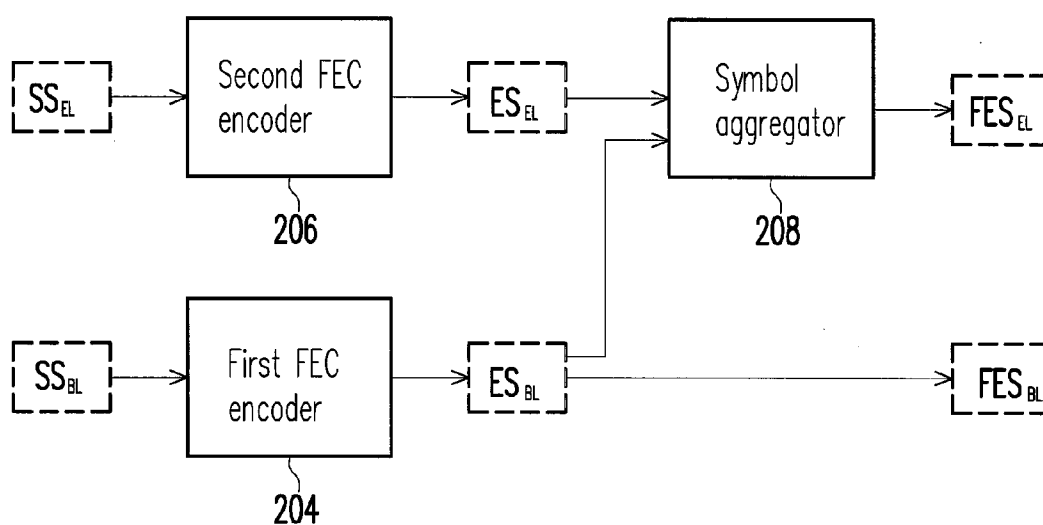 SS_EL
Second FEC
encoder
ES_EL
Symbol
aggregator
FES_EL
206
208
SS_BL
First FEC
encoder
ES_BL
FES_BL
204